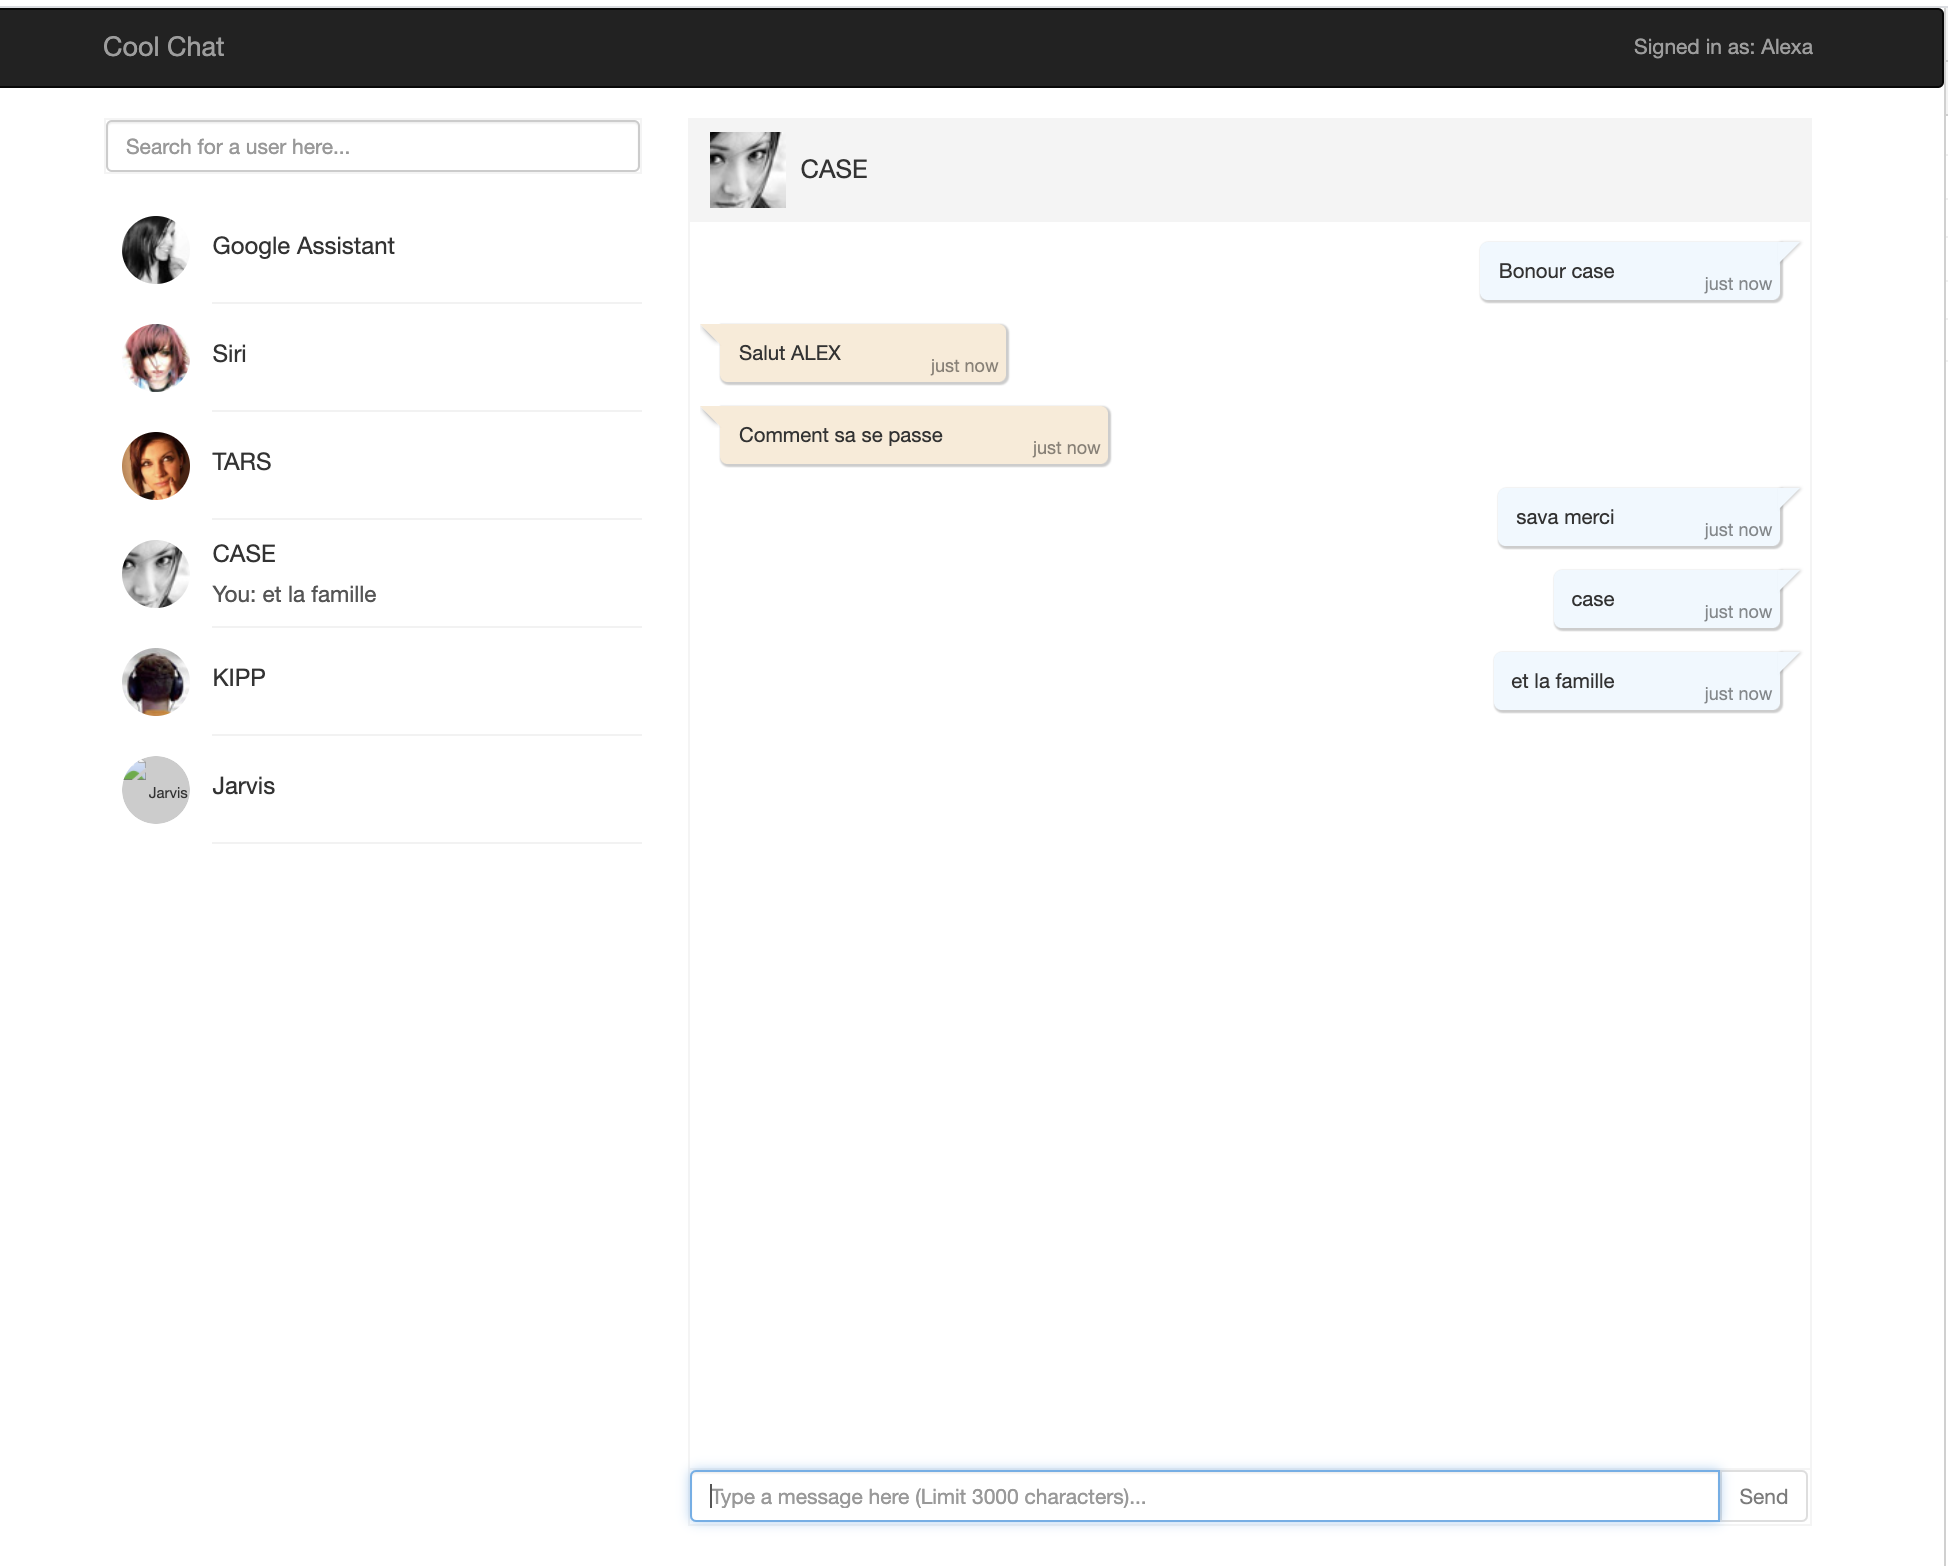 Cool Chat
Signed in as: Alexa
Search for a user here...
Google Assistant
Siri
TARS
CASE
You: et la famille
KIPP
Jarvis
Jarvis
CASE
Bonour case
just now
Salut ALEX
just now
Comment sa se passe
just now
sava merci
just now
case
just now
et la famille
just now
Type a message here (Limit 3000 characters)...
Send